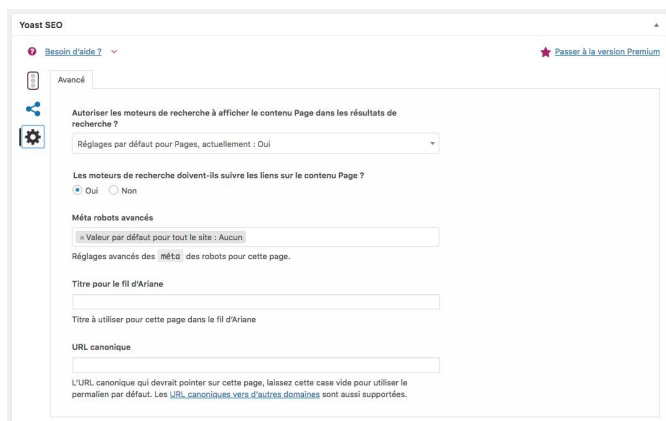 Yoast SEO
Besoin d'aide ?
Passer à la version Premium
Avancé
Autoriser les moteurs de recherche à afficher le contenu Page dans les résultats de
recherche ?
Réglages par défaut pour Pages, actuellement : Oui
Les moteurs de recherche doivent-ils suivre les liens sur le contenu Page ?
Oui Non
Méta robots avancés
× Valeur par défaut pour tout le site : Aucun
Réglages avancés des méta des robots pour cette page.
Titre pour le fil d'Ariane
Titre à utiliser pour cette page dans le fil d'Ariane
URL canonique
L'URL canonique qui devrait pointer sur cette page, laissez cette case vide pour utiliser le
permalien par défaut. Les URL canoniques vers d'autres domaines sont aussi supportées.